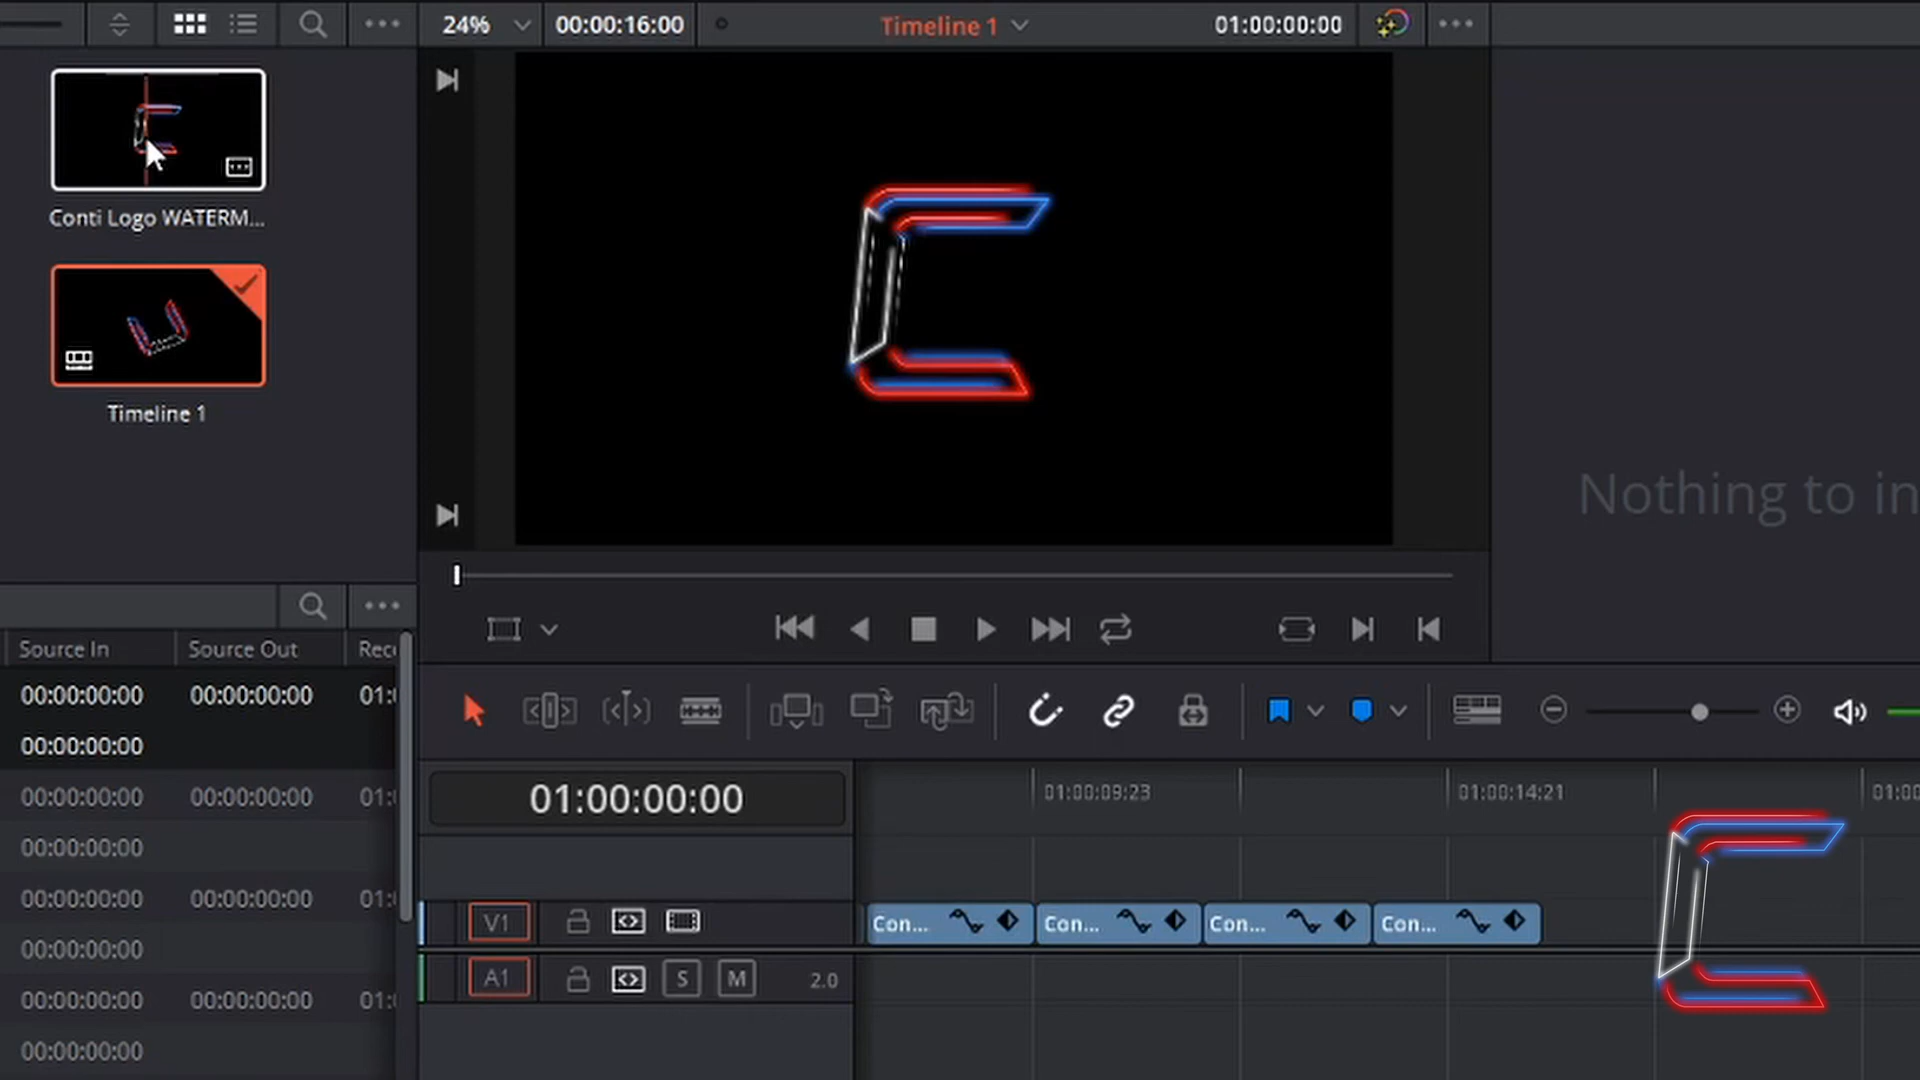 24%
00:00:16:00
Timeline 1
01:00:00:00
Conti Logo WATERM...
Timeline 1
Nothing to in
Source In
Source Out
Rec
00:00:00:00
00:00:00:00
01:
00:00:00:00
00:00:00:00
00:00:00:00
01:
00:00:00:00
00:00:00:00
00:00:00:00
01:
00:00:00:00
00:00:00:00
00:00:00:00
01:
00:00:00:00
01:00:00:00
01:00:09:23
01:00:14:21
01:00
V1
Con...
Con...
Con...
Con...
A1
S
M
2.0